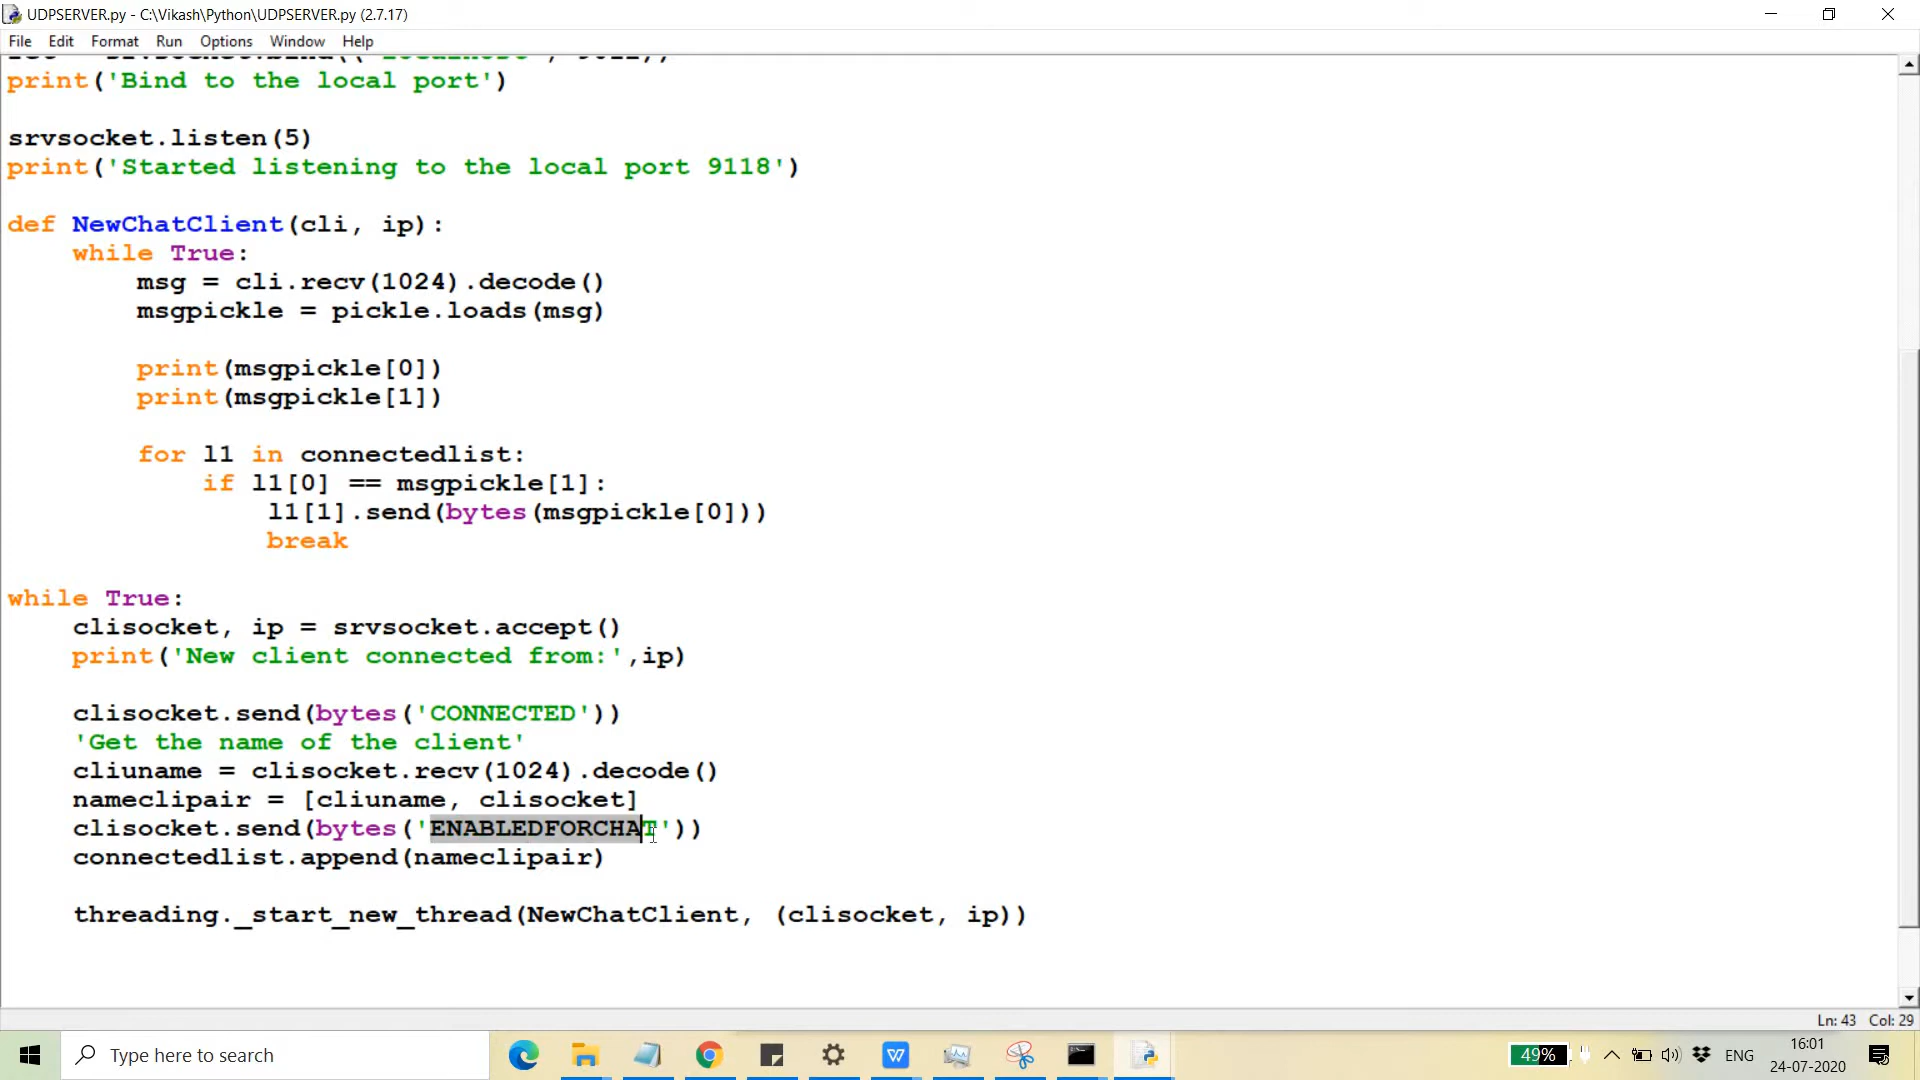 UDPSERVER.py - C:\Vikash\Python\UDPSERVER.py (2.7.17)
File Edit Format Run Options Window Help
print('Bind to the local port')
srvsocket.listen(5)
print('Started listening to the local port 9118')
def NewChatClient(cli, ip):
while True:
msg = cli.recv(1024).decode()
msgpickle = pickle.loads(msg)
print(msgpickle[0])
print(msgpickle[1])
for l1 in connectedlist:
if l1[0] == msgpickle[1]:
l1[1].send(bytes(msgpickle[0]))
break
while True:
clisocket, ip = srvsocket.accept()
print('New client connected from:',ip)
clisocket.send(bytes('CONNECTED'))
'Get the name of the client'
cliuname = clisocket.recv(1024).decode()
nameclipair = [cliuname, clisocket]
clisocket.send(bytes('ENABLEDFORCHAT'))
connectedlist.append(nameclipair)
threading._start_new_thread(NewChatClient, (clisocket, ip))
Ln: 43 Col: 29
Type here to search
49%
ENG
16:01
24-07-2020